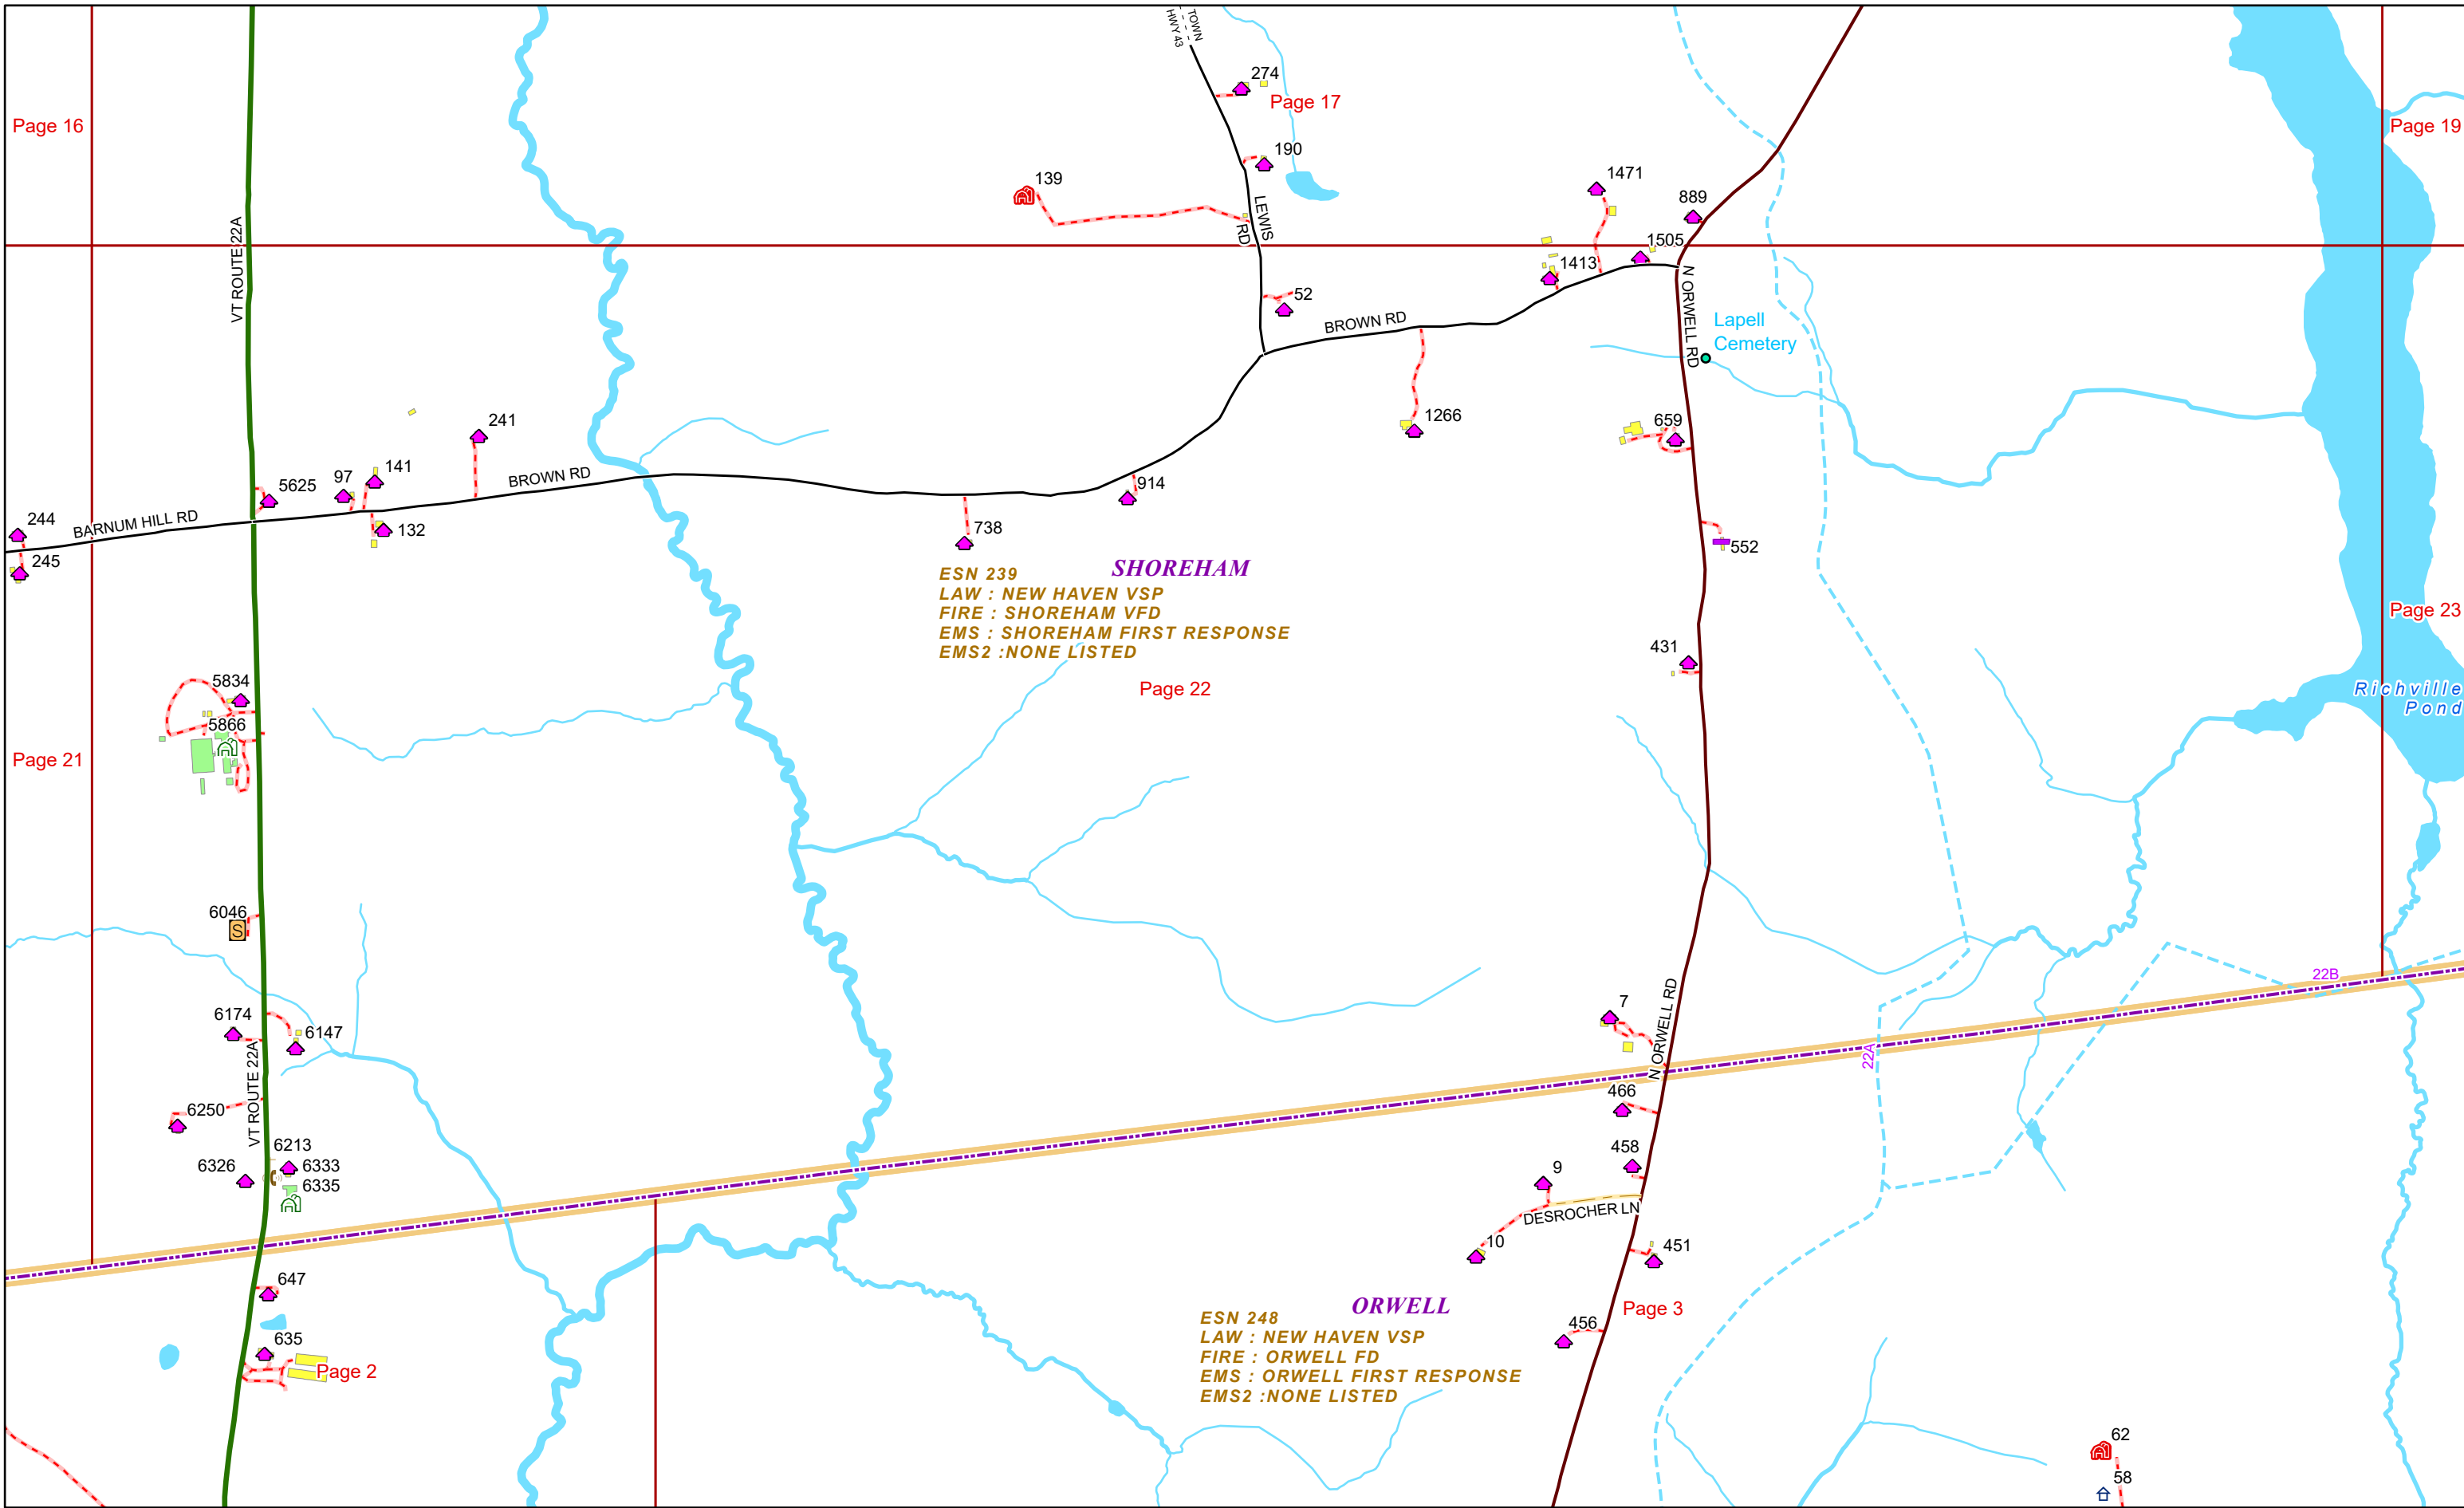 TOWN
HWY 43
274
Page 17
Page 16
Page 19
190
139
1471
889
LEWIS
RD
VT ROUTE 22A
1505
1413
52
N ORWELL RD
BROWN RD
Lapell
Cemetery
1266
659
241
141
97
5625
BROWN RD
914
244
BARNUM HILL RD
132
738
552
245
SHOREHAM
ESN 239
LAW : NEW HAVEN VSP
FIRE : SHOREHAM VFD
EMS : SHOREHAM FIRST RESPONSE
EMS2 :NONE LISTED
Page 23
431
5834
Page 22
Richville
Pond
5866
Page 21
6046
S
22B
7
6174
6147
N ORWELL RD
VT ROUTE 22A
22A
466
6250
6213
6326
6333
6335
458
9
DESROCHER LN
10
451
647
ORWELL
ESN 248
LAW : NEW HAVEN VSP
FIRE : ORWELL FD
EMS : ORWELL FIRST RESPONSE
EMS2 :NONE LISTED
Page 3
456
635
Page 2
62
58